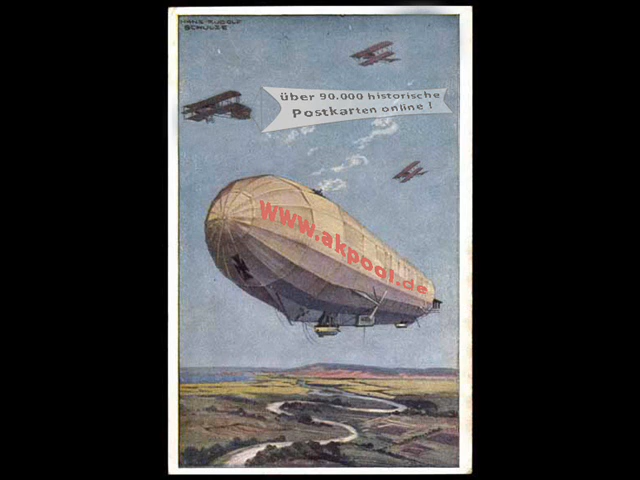 HANS RUDOLF
SCHULZE
über 90.000 historische
Postkarten online !
www.akpool.de